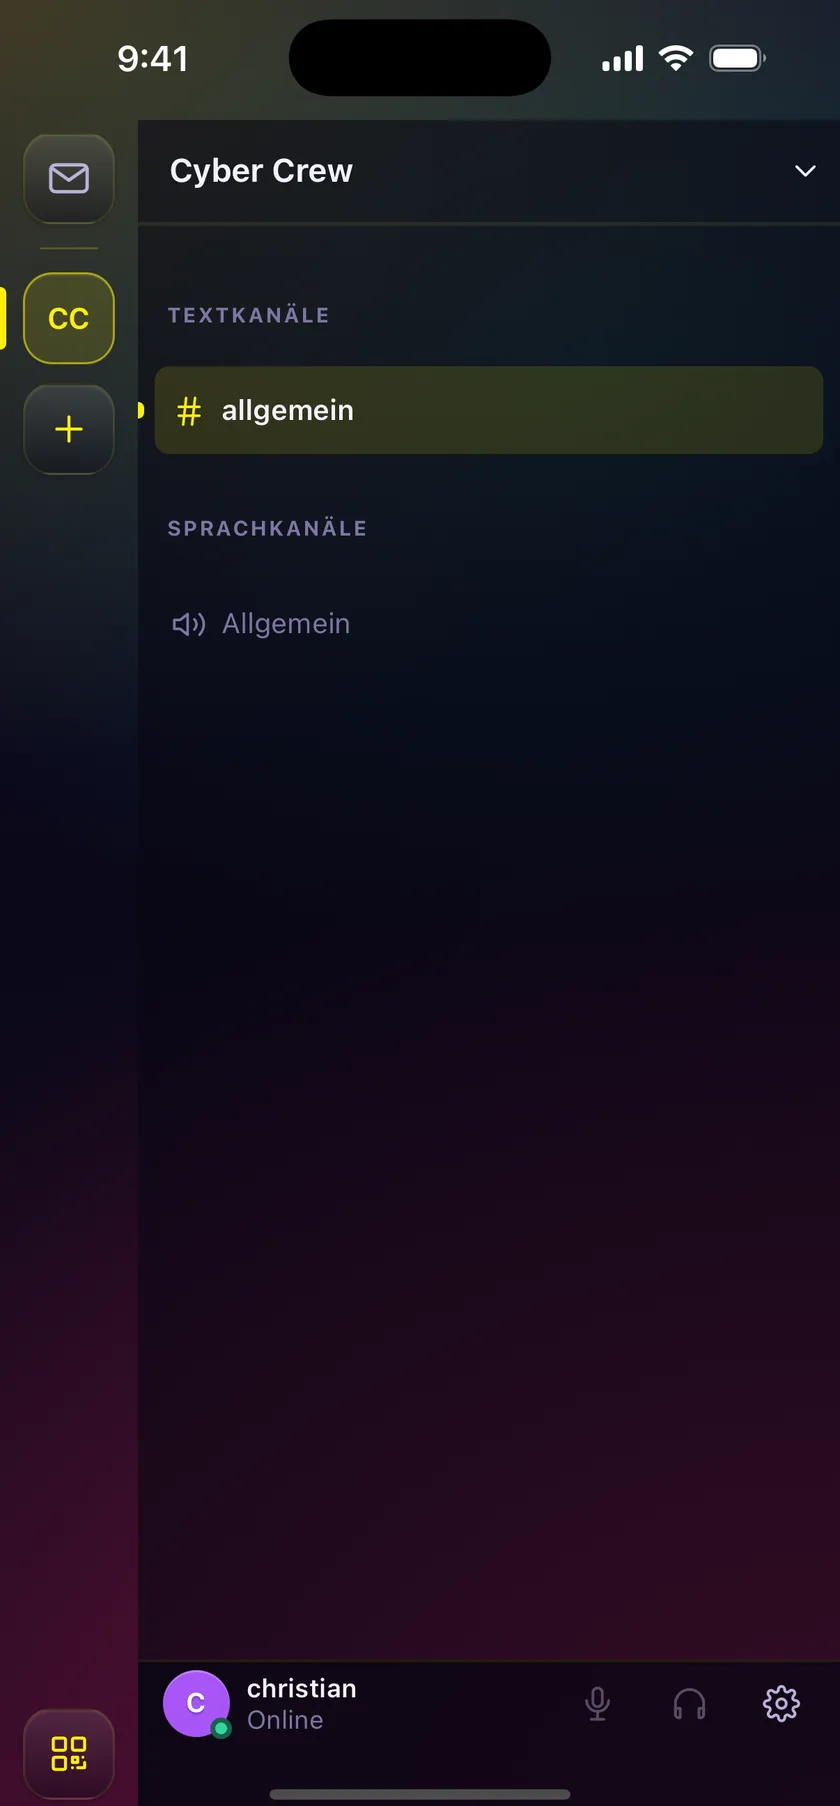 9:41
Cyber Crew
CC
TEXTKANÄLE
# allgemein
SPRACHKANÄLE
Allgemein
C
christian
Online